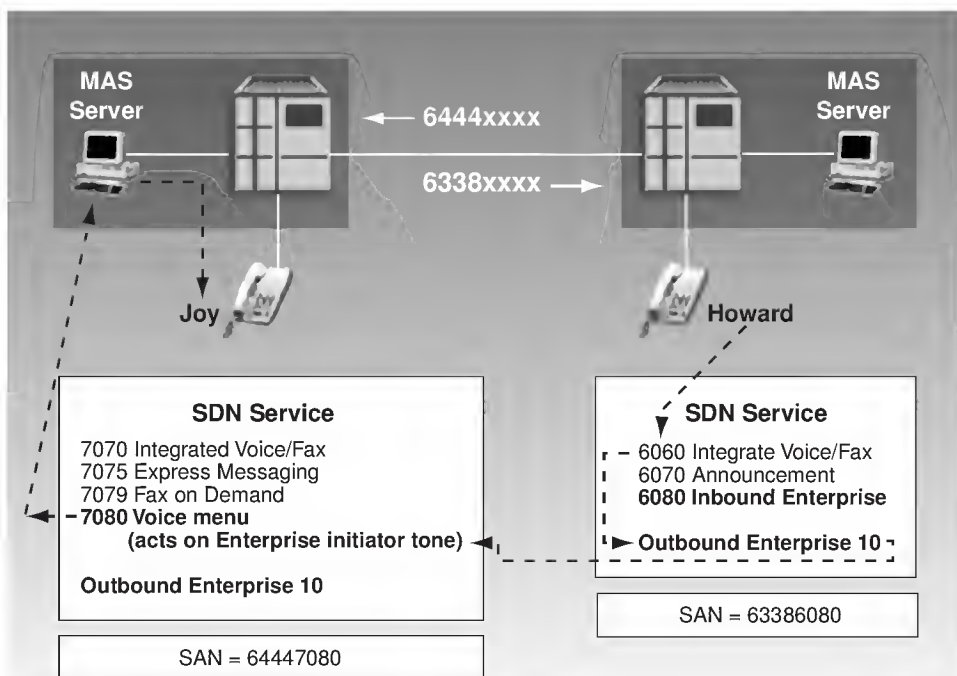 MAS
Server
MAS
Server
6444xxxx
6338xxxx
Joy
Howard
SDN Service
7070 Integrated Voice/Fax
7075 Express Messaging
7079 Fax on Demand
7080 Voice menu
(acts on Enterprise initiator tone)
Outbound Enterprise 10
SAN = 64447080
SDN Service
6060 Integrate Voice/Fax
6070 Announcement
6080 Inbound Enterprise
Outbound Enterprise 10
SAN = 63386080